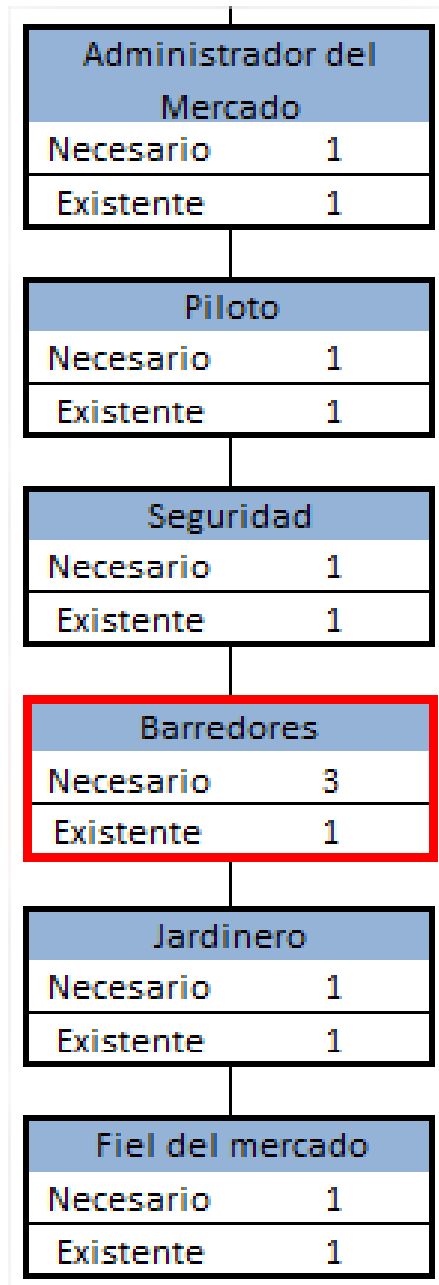 Administrador del
Mercado
Necesario 1
Existente 1
Piloto
Necesario 1
Existente 1
Seguridad
Necesario 1
Existente 1
Barredores
Necesario 3
Existente 1
Jardinero
Necesario 1
Existente 1
Fiel del mercado
Necesario 1
Existente 1